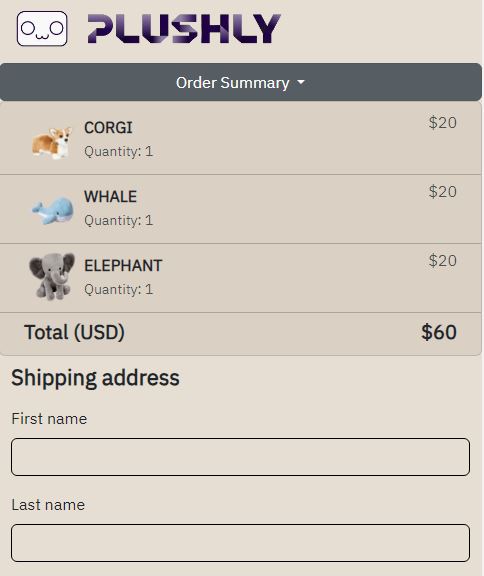 PLUSHLY
Order Summary
CORGI
$20
Quantity: 1
WHALE
$20
Quantity: 1
ELEPHANT
$20
Quantity: 1
Total (USD) $60
Shipping address
First name
Last name